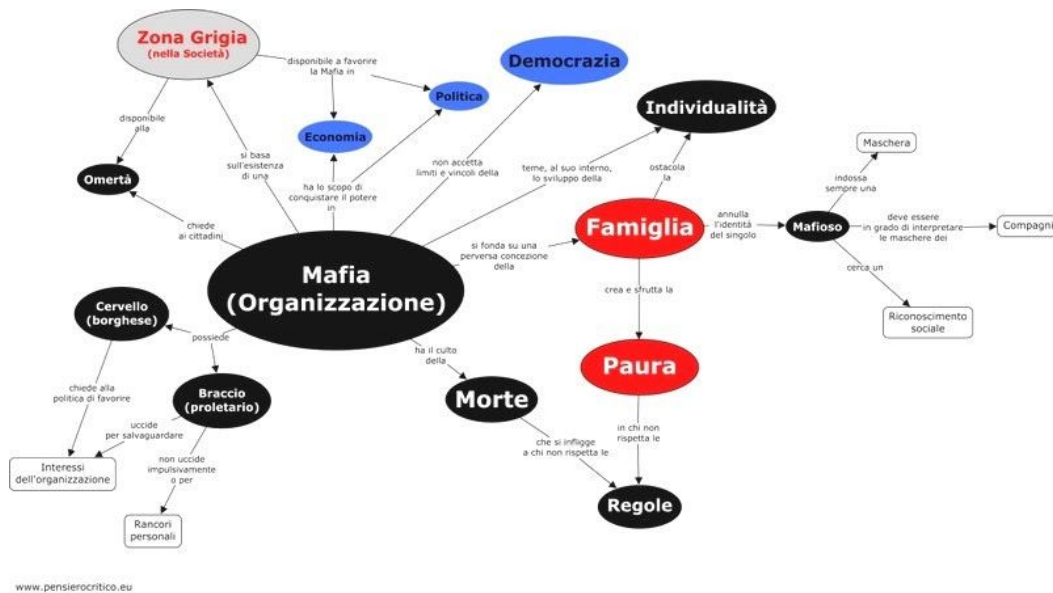 Zona Grigia
(nella Società)
disponibile a favorire
la Mafia in
Democrazia
Politica
Economia
Individualità
disponibile
alla
Omertà
si basa
sull'esistenza
di una
ha lo scopo di
conquistare il potere
in
non accetta
limiti e vincoli della
teme, al suo interno,
lo sviluppo della
ostacola
la
Maschera
indossa
sempre una
chiede
ai cittadini
Mafia
(Organizzazione)
si fonda su una
perversa concezione
della
Famiglia
annulla
l'identità
del singolo
Mafioso
deve essere
in grado di interpretare
le maschere dei
Compagni
cerca un
Riconoscimento
sociale
crea e sfrutta la
Cervello
(borghese)
possiede
ha il culto
della
Paura
chiede alla
politica di favorire
Braccio
(proletario)
Morte
uccide
per salvaguardare
in chi non
rispetta le
che si infligge
a chi non rispetta le
non uccide
impulsivamente
o per
Interessi
dell'organizzazione
Regole
Rancori
personali
www.pensierocritico.eu